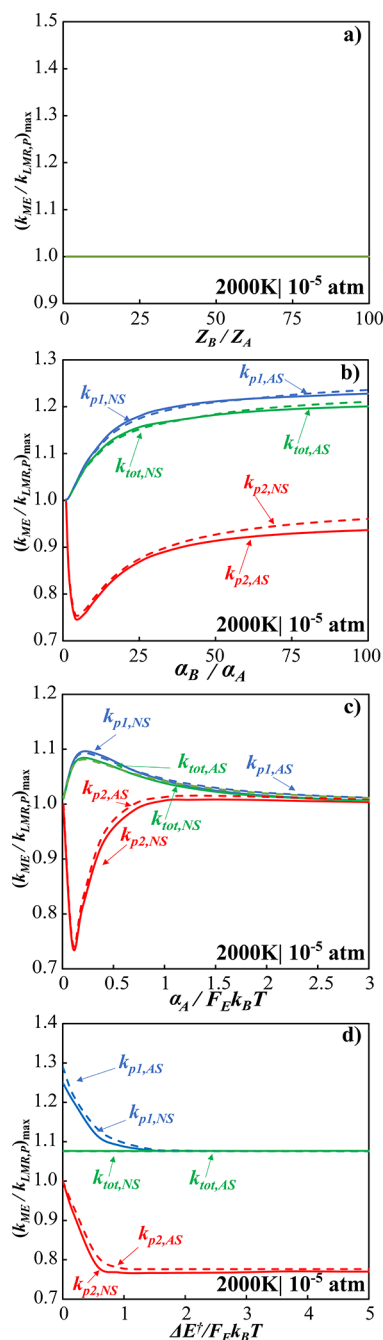 a)
1.5
1.4
1.3
1.2
1.1
1.0
0.9
(k_ME / k_LMR,P)_max
2000K| 10^-5 atm
0 25 50 75 100
Z_B / Z_A
b)
1.3
1.2
1.1
1.0
0.9
0.8
0.7
(k_ME / k_LMR,P)_max
k_p1,AS
k_p1,NS
k_tot,AS
k_tot,NS
k_p2,NS
k_p2,AS
2000K| 10^-5 atm
0 25 50 75 100
α_B / α_A
c)
1.2
1.1
1.0
0.9
0.8
0.7
(k_ME / k_LMR,P)_max
k_p1,NS
k_tot,AS
k_p1,AS
k_p2,AS
k_tot,NS
k_p2,NS
2000K| 10^-5 atm
0 0.5 1 1.5 2 2.5 3
α_A / F_E k_B T
d)
1.4
1.3
1.2
1.1
1.0
0.9
0.8
0.7
(k_ME / k_LMR,P)_max
k_p1,AS
k_p1,NS
k_tot,NS k_tot,AS
k_p2,AS
k_p2,NS
2000K| 10^-5 atm
0 1 2 3 4 5
ΔE^†/F_E k_B T